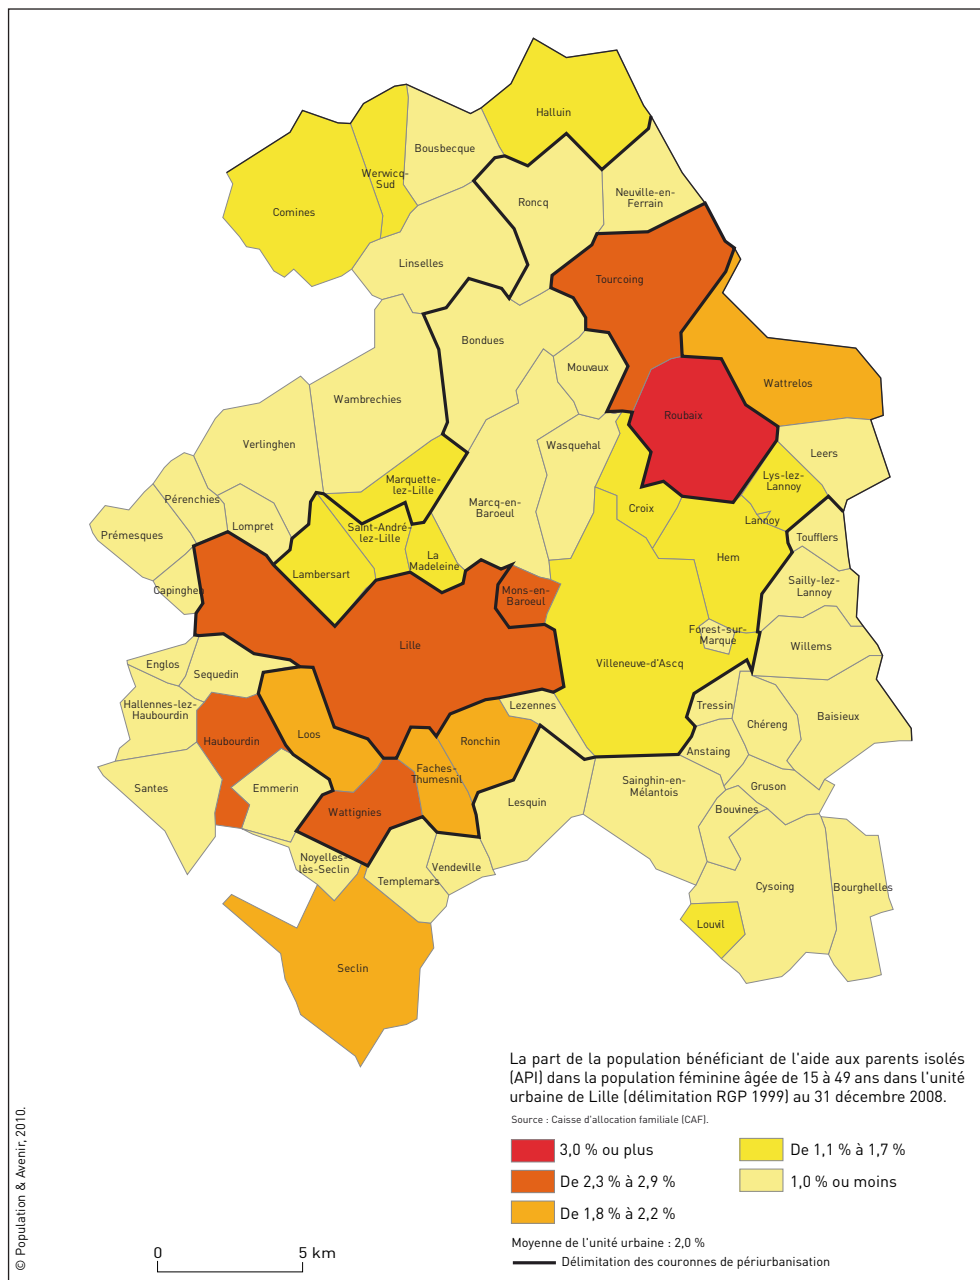 Halluin
Bousbecque
Werwicq-
Sud
Comines
Roncq
Neuville-en-
Ferrain
Linselles
Tourcoing
Bondues
Mouvaux
Wattrelos
Wambrechies
Roubaix
Verlinghen
Wasquehal
Leers
Marquette-
lez-Lille
Lys-lez-
Lannoy
Pérenchies
Marcq-en-
Baroeul
Croix
Lannoy
Prémesques
Lompret
Saint-André-
lez-Lille
La
Madeleine
Toufflers
Hem
Lambersart
Capinghem
Mons-en-
Baroeul
Sailly-lez-
Lannoy
Forest-sur-
Marque
Lille
Willems
Englos
Sequedin
Villeneuve-d'Ascq
Hallennes-lez-
Haubourdin
Lezennes
Tressin
Chéreng
Baisieux
Haubourdin
Loos
Ronchin
Anstaing
Faches-
Thumesnil
Santes
Emmerin
Lesquin
Sainghin-en-
Mélantois
Gruson
Wattignies
Bouvines
Noyelles-
lès-Seclin
Templemars
Vendeville
Cysoing
Bourghelles
Louvil
Seclin
La part de la population bénéficiant de l'aide aux parents isolés
(API) dans la population féminine âgée de 15 à 49 ans dans l'unité
urbaine de Lille (délimitation RGP 1999) au 31 décembre 2008.
Source : Caisse d'allocation familiale (CAF).
3,0 % ou plus
De 2,3 % à 2,9 %
De 1,8 % à 2,2 %
De 1,1 % à 1,7 %
1,0 % ou moins
Moyenne de l'unité urbaine : 2,0 %
Délimitation des couronnes de périurbanisation
0 5 km
© Population & Avenir, 2010.